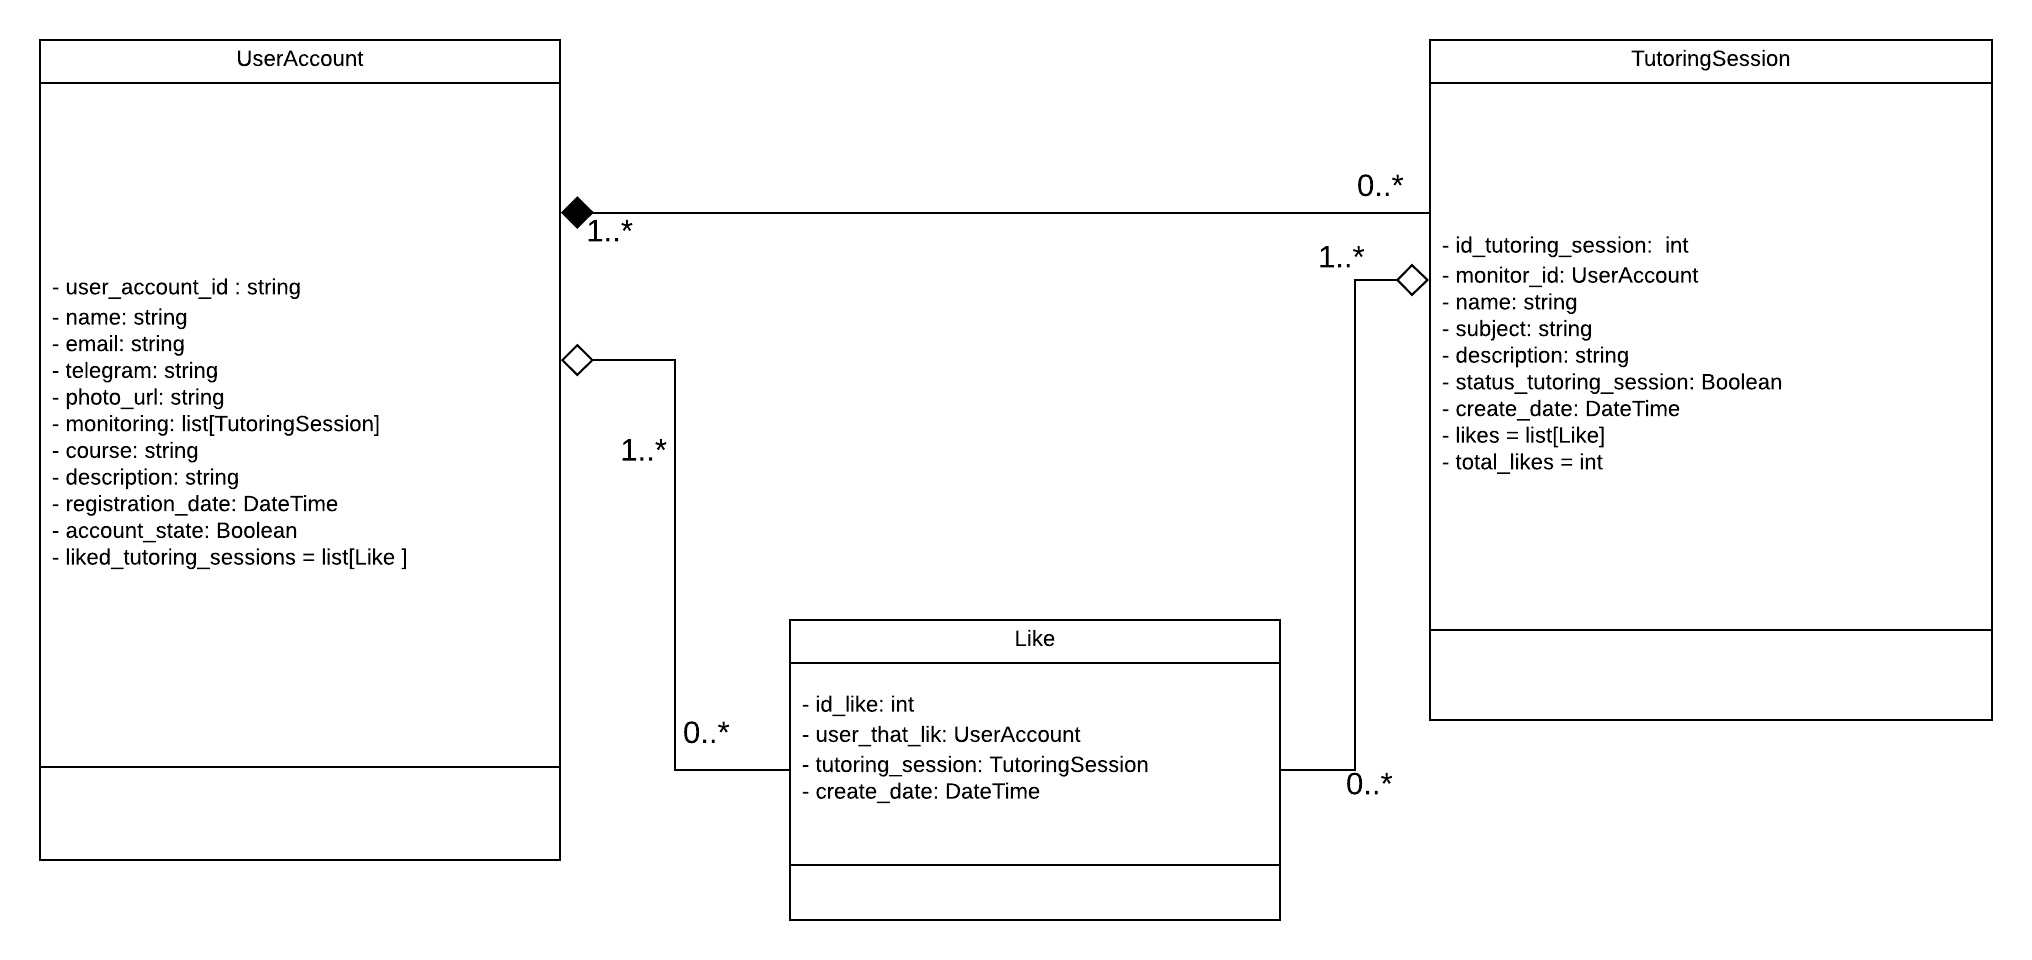 UserAccount
- user_account_id : string
- name: string
- email: string
- telegram: string
- photo_url: string
- monitoring: list[TutoringSession]
- course: string
- description: string
- registration_date: DateTime
- account_state: Boolean
- liked_tutoring_sessions = list[Like ]
1..*
0..*
1..*
0..*
1..*
0..*
TutoringSession
- id_tutoring_session:  int
- monitor_id: UserAccount
- name: string
- subject: string
- description: string
- status_tutoring_session: Boolean
- create_date: DateTime
- likes = list[Like]
- total_likes = int
Like
- id_like: int
- user_that_lik: UserAccount
- tutoring_session: TutoringSession
- create_date: DateTime